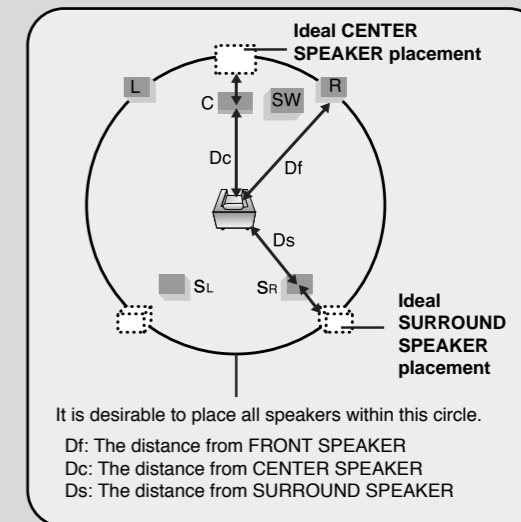 Ideal CENTER
SPEAKER placement
L
R
C
SW
Dc
Df
Ds
SL
SR
Ideal
SURROUND
SPEAKER
placement
It is desirable to place all speakers within this circle.
Df: The distance from FRONT SPEAKER
Dc: The distance from CENTER SPEAKER
Ds: The distance from SURROUND SPEAKER